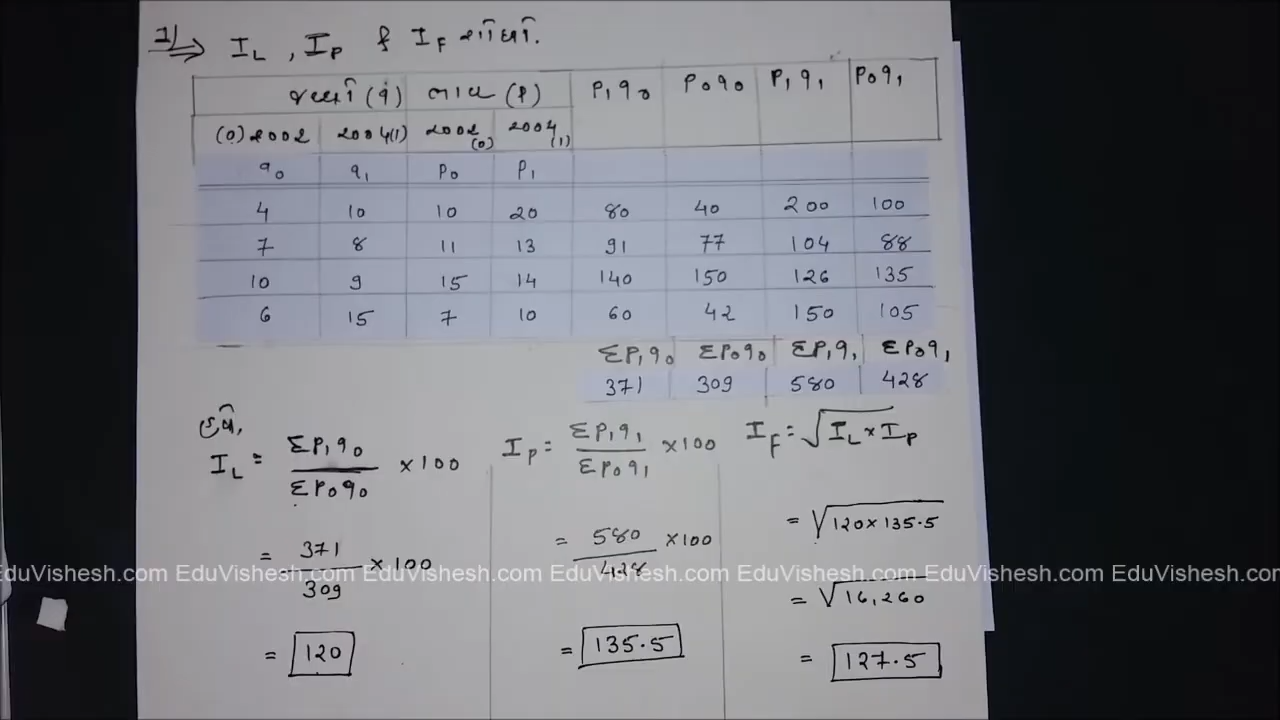 1) ⇒ I_L , I_P & I_F શોધો.
જથ્થો (q) ભાવ (P) P₁q₀ P₀q₀ P₁q₁ P₀q₁
(0) 2002 2004(1) 2002 (0) 2004 (1)
q₀ q₁ P₀ P₁
4 10 10 20 80 40 200 100
7 8 11 13 91 77 104 88
10 9 15 14 140 150 126 135
6 15 7 10 60 42 150 105
ΣP₁q₀ ΣP₀q₀ ΣP₁q₁ ΣP₀q₁
371 309 580 428
હવે,
I_L = ΣP₁q₀ / ΣP₀q₀ × 100
= 371 / 309 × 100
= 120
I_P = ΣP₁q₁ / ΣP₀q₁ × 100
= 580 / 428 × 100
= 135.5
I_F = √I_L × I_P
= √120 × 135.5
= √16,260
= 127.5
EduVishesh.com EduVishesh.com EduVishesh.com EduVishesh.com EduVishesh.com EduVishesh.com EduVishesh.com